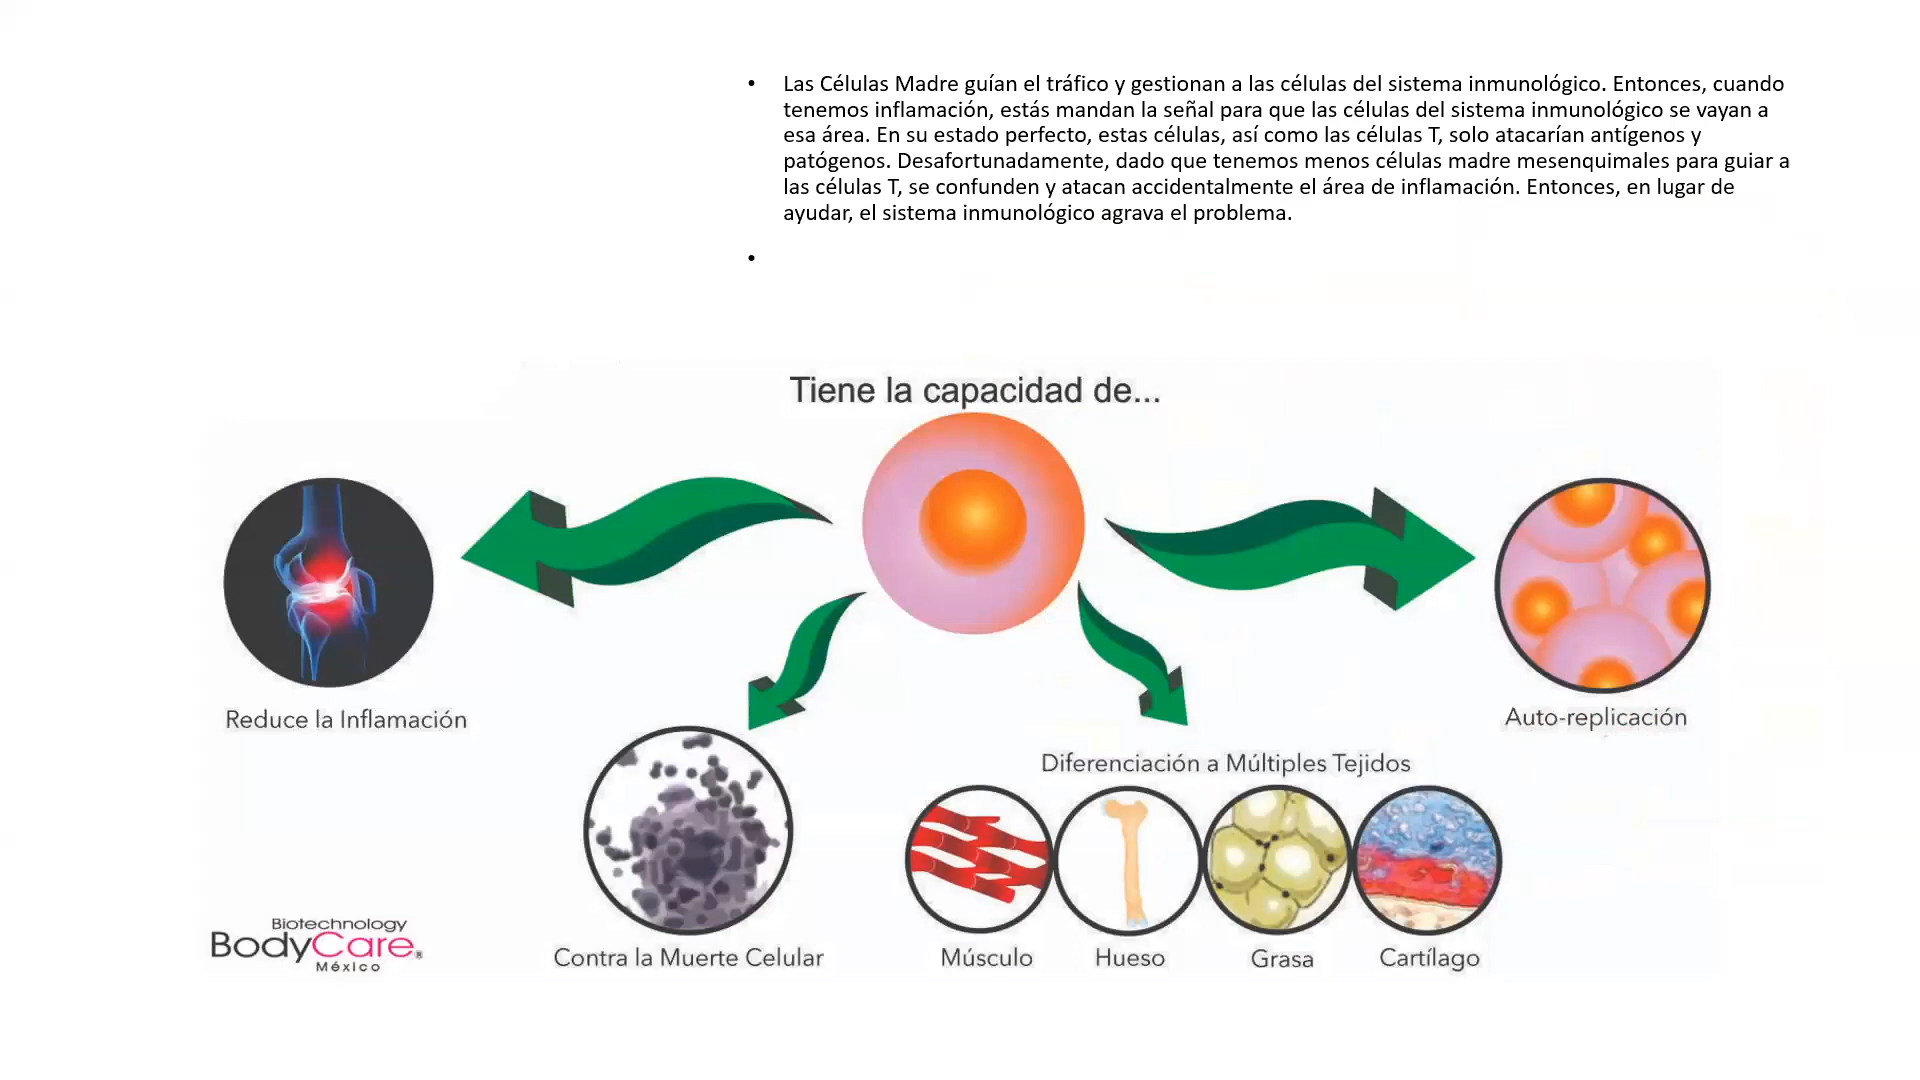 • Las Células Madre guían el tráfico y gestionan a las células del sistema inmunológico. Entonces, cuando
tenemos inflamación, estás mandan la señal para que las células del sistema inmunológico se vayan a
esa área. En su estado perfecto, estas células, así como las células T, solo atacarían antígenos y
patógenos. Desafortunadamente, dado que tenemos menos células madre mesenquimales para guiar a
las células T, se confunden y atacan accidentalmente el área de inflamación. Entonces, en lugar de
ayudar, el sistema inmunológico agrava el problema.
•
Tiene la capacidad de...
Reduce la Inflamación
Auto-replicación
Diferenciación a Múltiples Tejidos
Contra la Muerte Celular
Músculo
Hueso
Grasa
Cartílago
Biotechnology
BodyCare®
México